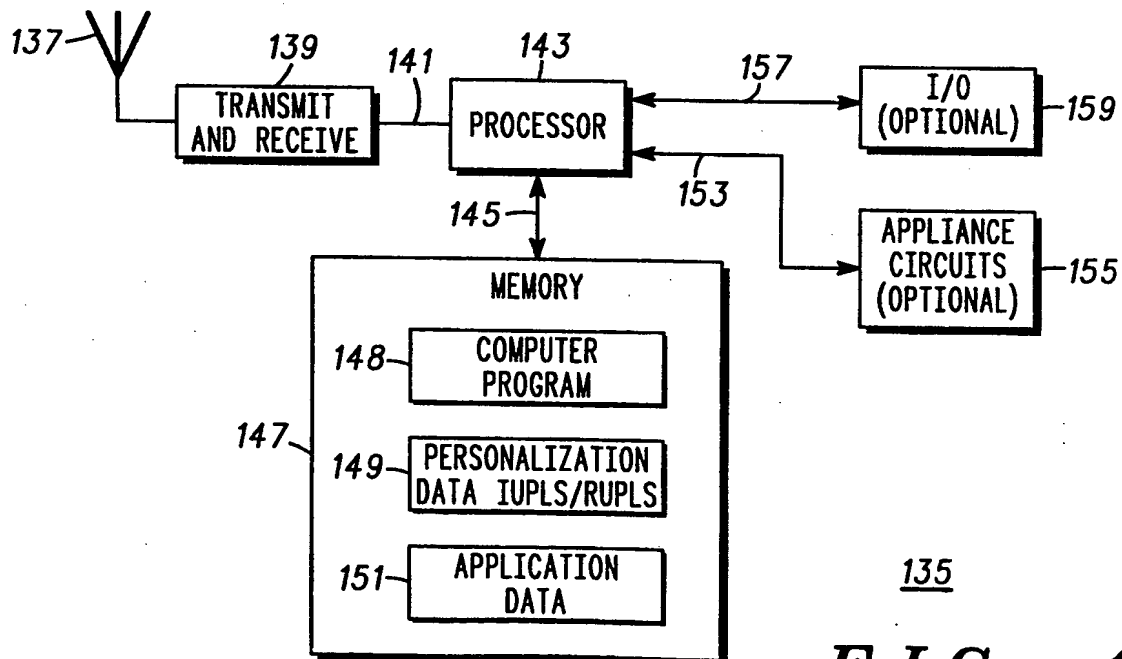 137
139
TRANSMIT
AND RECEIVE
141
143
PROCESSOR
157
I/O
(OPTIONAL)
159
153
145
APPLIANCE
CIRCUITS
(OPTIONAL)
155
MEMORY
148
COMPUTER
PROGRAM
147
149
PERSONALIZATION
DATA IUPLS/RUPLS
151
APPLICATION
DATA
135